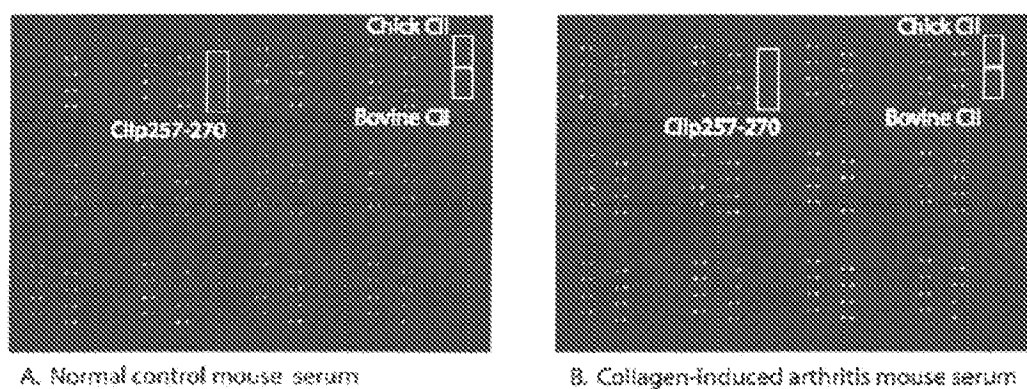 Chick CII
Bovine CII
CIIp257-270
Chick CII
Bovine CII
CIIp257-270
A. Normal control mouse serum
B. Collagen-Induced arthritis mouse serum